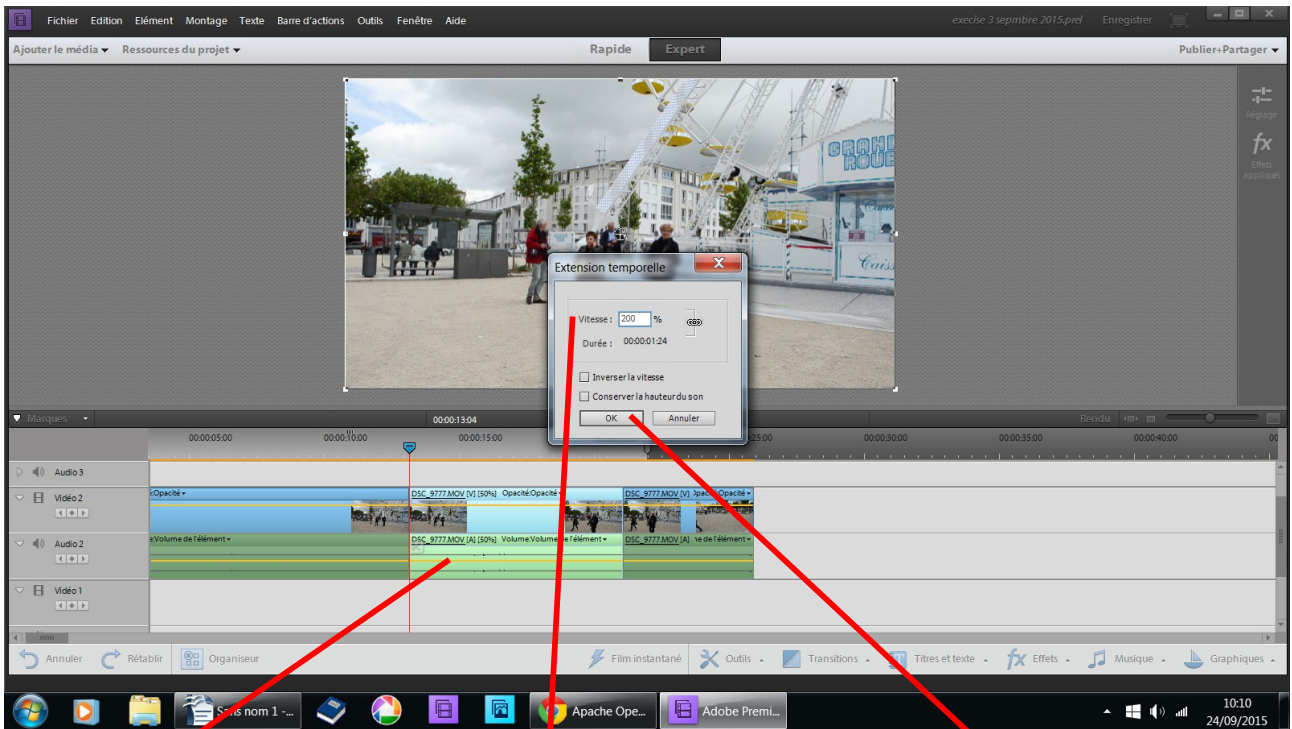 Fichier Edition Elément Montage Texte Barre d'actions Outils Fenêtre Aide
execise 3 sepmbre 2015.prel Enregistrer
Ajouter le média Ressources du projet
Rapide Expert
Publier+Partager
Réglage
fx
Effets
appliqués
GRANDE
ROUE
Caiss
Extension temporelle
Vitesse : 200 %
Durée : 00:00:01:24
Inverser la vitesse
Conserver la hauteur du son
OK Annuler
Marques
00:00:13:04
Rendu
00:00:05:00 00:00:10:00 00:00:15:00 25:00 00:00:30:00 00:00:35:00 00:00:40:00 00
Audio 3
Vidéo 2
:Opacité
DSC_9777.MOV [V] [50%] Opacité:Opacité
DSC_9777.MOV [V] Opacité:Opacité
Audio 2
e:Volume de l'élément
DSC_9777.MOV [A] [50%] Volume:Volume de l'élément
DSC_9777.MOV [A] ne de l'élément
Vidéo 1
Annuler Rétablir Organiseur
Film instantané Outils Transitions Titres et texte fx Effets Musique Graphiques
Sans nom 1 -...
Apache Ope...
Adobe Premi...
10:10
24/09/2015